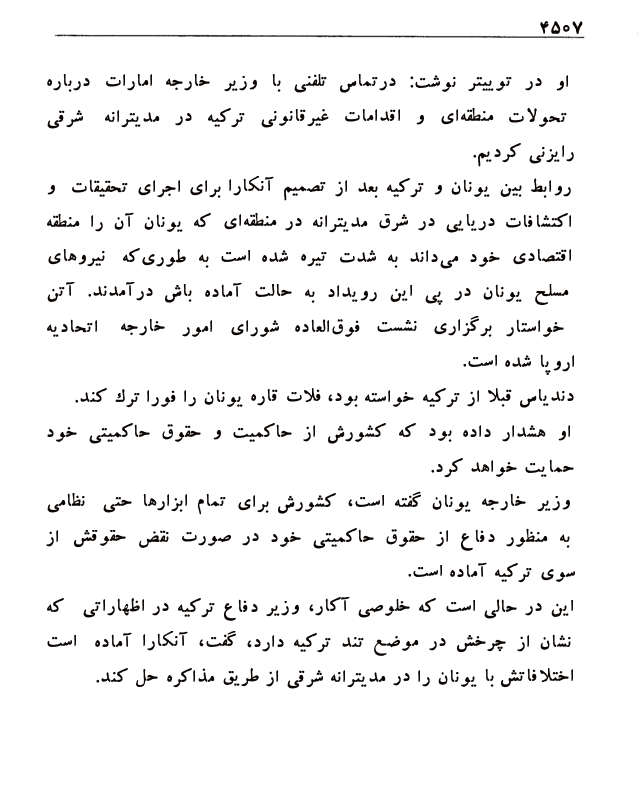 ۴۵۰۷
او در توییتر نوشت: درتماس تلفنی با وزیر خارجه امارات درباره
تحولات منطقه‌ای و اقدامات غیرقانونی ترکیه در مدیترانه شرقی
رایزنی کردیم.
روابط بین یونان و ترکیه بعد از تصمیم آنکارا برای اجرای تحقیقات و
اکتشافات دریایی در شرق مدیترانه در منطقه‌ای که یونان آن را منطقه
اقتصادی خود می‌داند به شدت تیره شده است به طوری‌که نیروهای
مسلح یونان در پی این رویداد به حالت آماده باش درآمدند. آتن
خواستار برگزاری نشست فوق‌العاده شورای امور خارجه اتحادیه
اروپا شده است.
دندیاس قبلا از ترکیه خواسته بود، فلات قاره یونان را فورا ترك کند.
او هشدار داده بود که کشورش از حاکمیت و حقوق حاکمیتی خود
حمایت خواهد کرد.
وزیر خارجه یونان گفته است، کشورش برای تمام ابزارها حتی نظامی
به منظور دفاع از حقوق حاکمیتی خود در صورت نقض حقوقش از
سوی ترکیه آماده است.
این در حالی است که خلوصی آکار، وزیر دفاع ترکیه در اظهاراتی که
نشان از چرخش در موضع تند ترکیه دارد، گفت، آنکارا آماده است
اختلافاتش با یونان را در مدیترانه شرقی از طریق مذاکره حل کند.